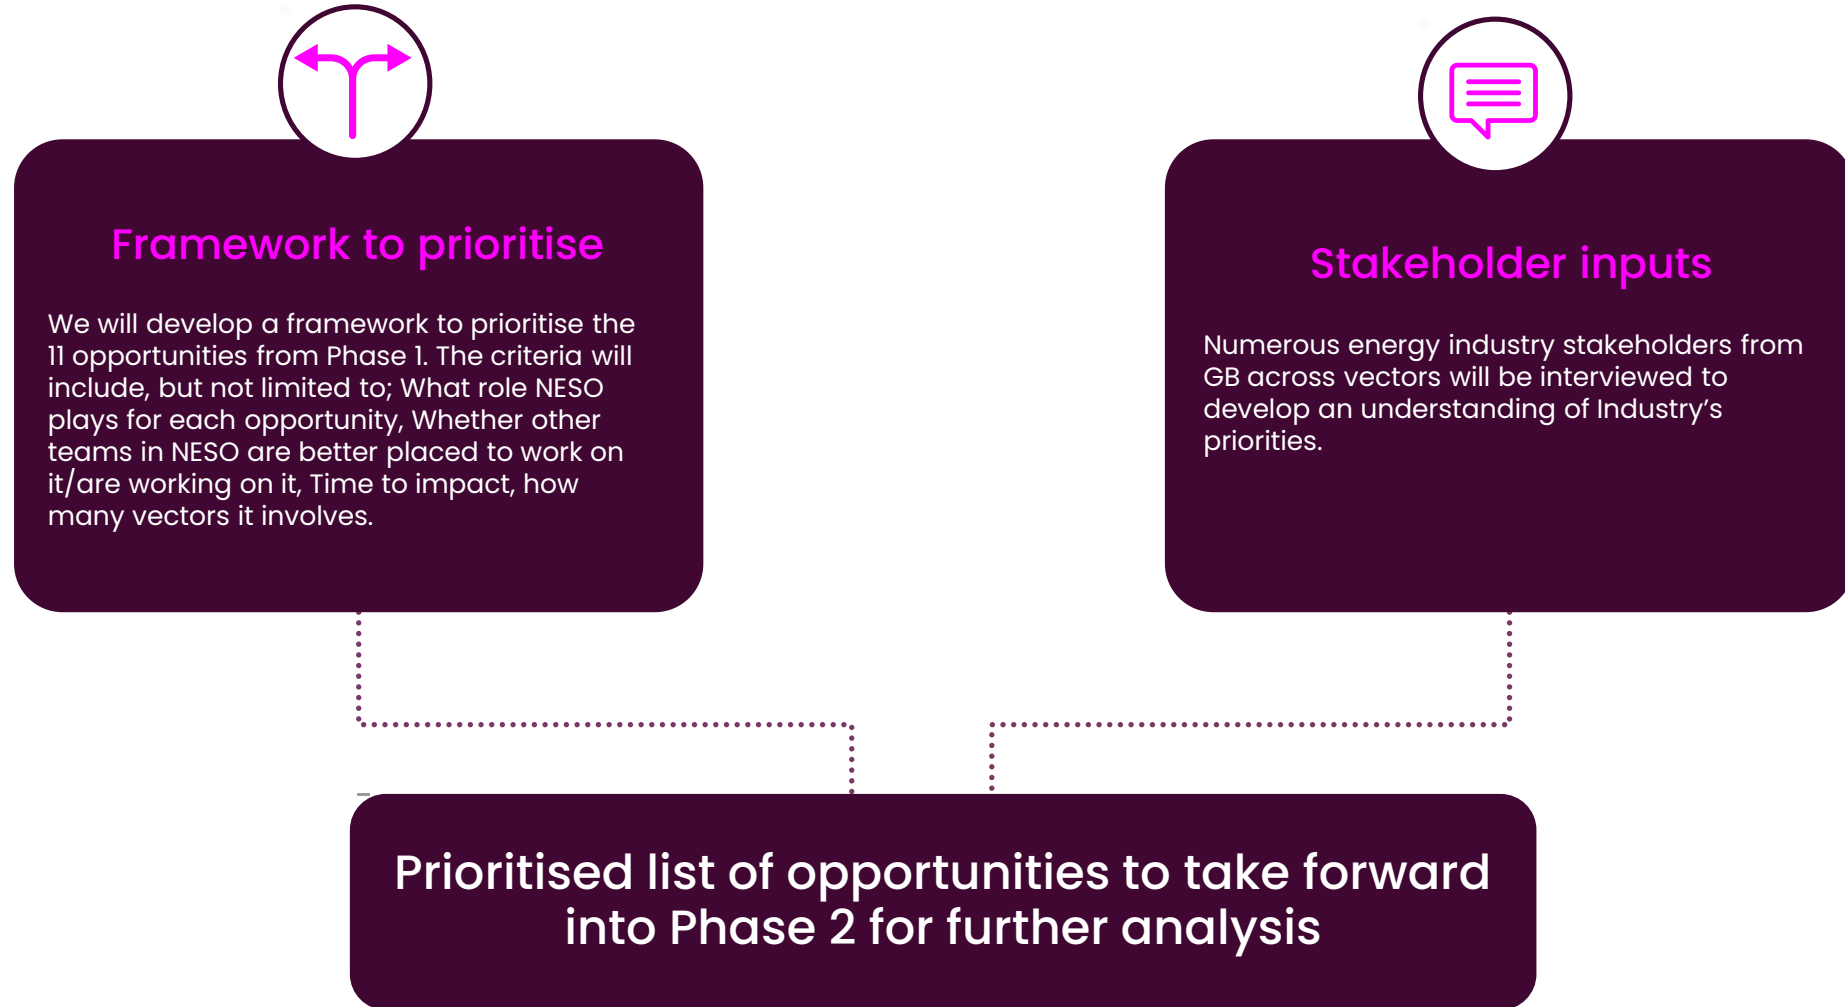 Framework to prioritise
We will develop a framework to prioritise the
11 opportunities from Phase 1. The criteria will
include, but not limited to; What role NESO
plays for each opportunity, Whether other
teams in NESO are better placed to work on
it/are working on it, Time to impact, how
many vectors it involves.
Stakeholder inputs
Numerous energy industry stakeholders from
GB across vectors will be interviewed to
develop an understanding of Industry’s
priorities.
Prioritised list of opportunities to take forward
into Phase 2 for further analysis